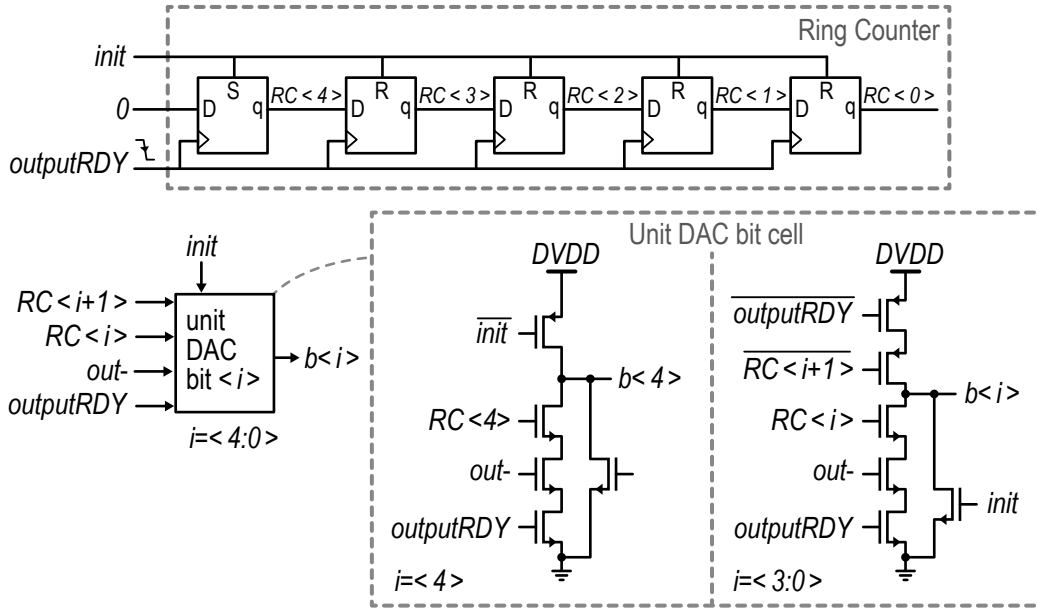 Ring Counter
init
S R R R R
0 D q RC<4> D q RC<3> D q RC<2> D q RC<1> D q RC<0>
outputRDY
Unit DAC bit cell
init
DVDD DVDD
RC<i+1>
RC<i>
out-
outputRDY
unit
DAC
bit <i>
b<i>
i=<4:0>
init
b<4>
RC<4>
out-
outputRDY
i=<4>
outputRDY
RC<i+1>
b<i>
RC<i>
out-
init
outputRDY
i=<3:0>